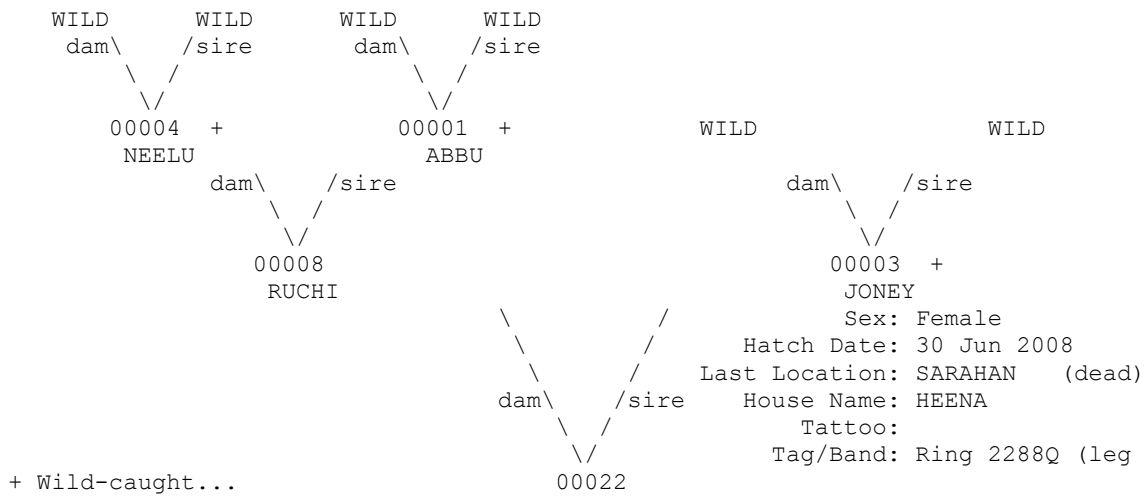 WILD WILD WILD WILD
dam\ /sire dam\ /sire
\ / \ /
\/ \/
00004 + 00001 + WILD WILD
NEELU ABBU
dam\ /sire dam\ /sire
\ / \ /
\/ \/
00008 00003 +
RUCHI JONEY
\ / Sex: Female
\ / Hatch Date: 30 Jun 2008
\ / Last Location: SARAHAN (dead)
dam\ /sire House Name: HEENA
\ / Tattoo:
\/ Tag/Band: Ring 2288Q (leg
+ Wild-caught... 00022